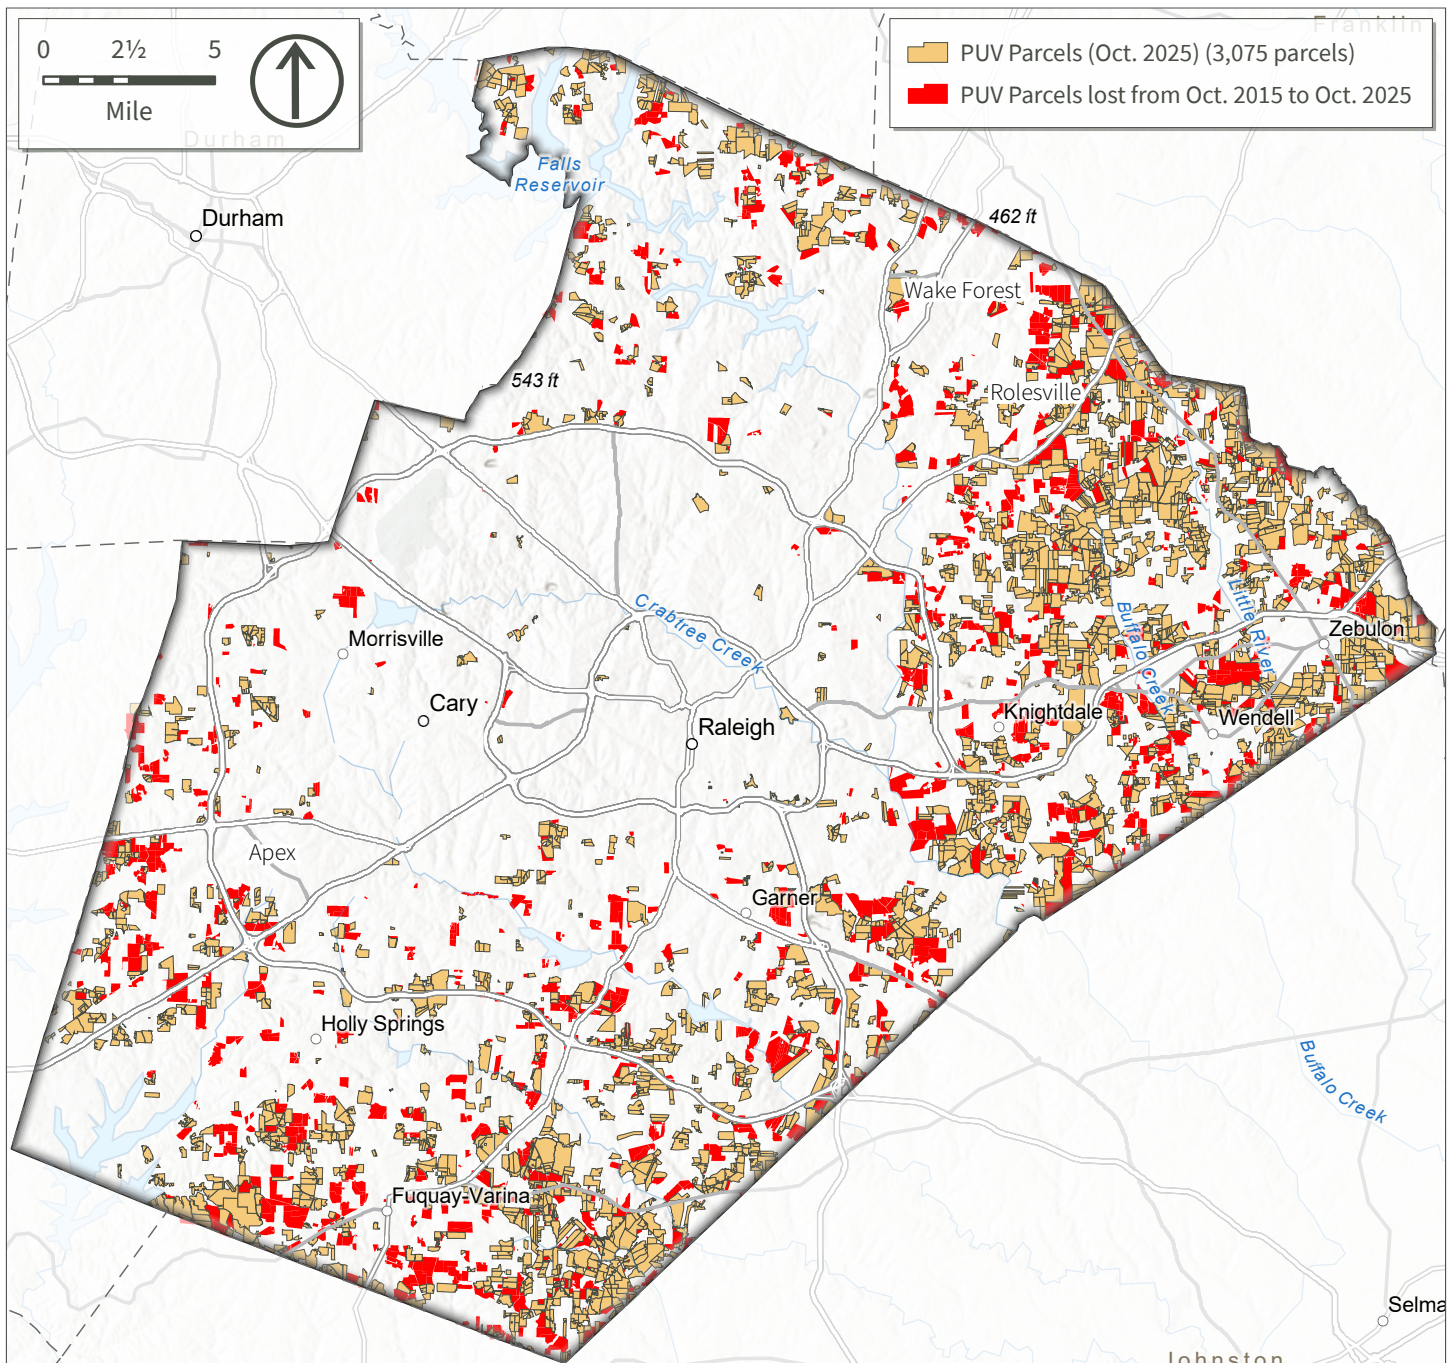 Franklin
0 2½ 5
Mile
PUV Parcels (Oct. 2025) (3,075 parcels)
PUV Parcels lost from Oct. 2015 to Oct. 2025
Durham
Falls
Reservoir
Durham
462 ft
Wake Forest
543 ft
Rolesville
Crabtree Creek
Little River
Buffalo Creek
Zebulon
Morrisville
Cary
Raleigh
Knightdale
Wendell
Apex
Garner
Holly Springs
Buffalo Creek
Fuquay-Varina
Selma
Johnston